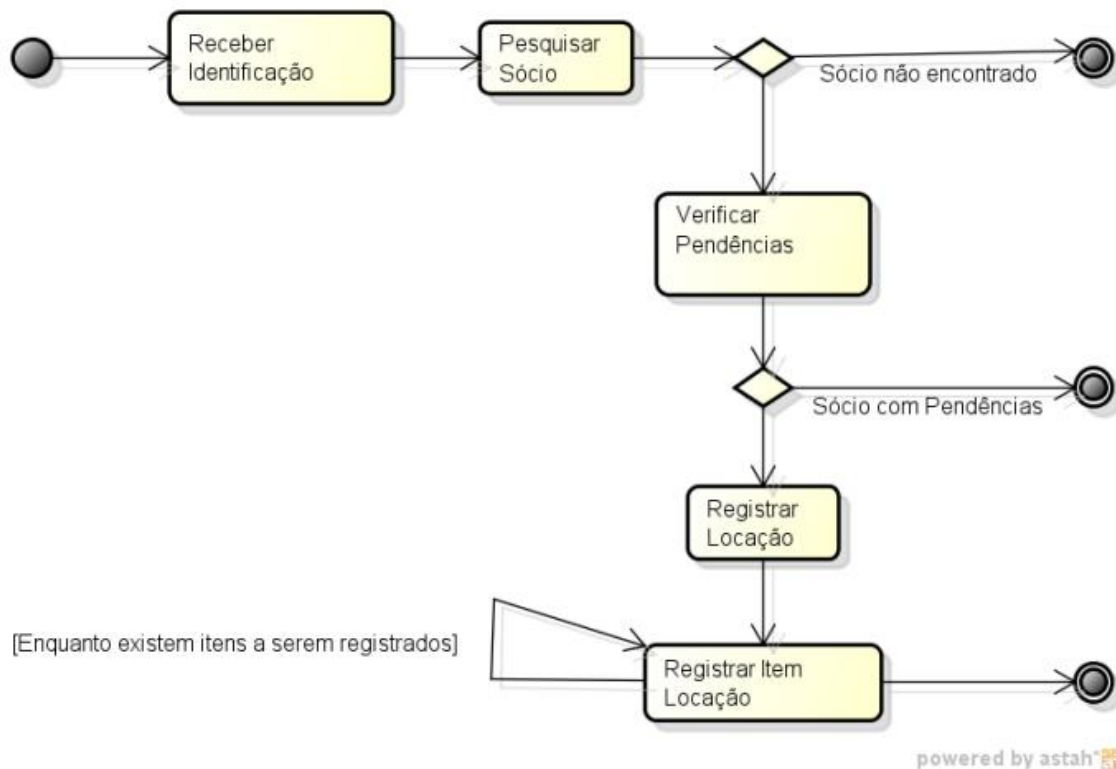 Receber
Identificação
Pesquisar
Sócio
Sócio não encontrado
Verificar
Pendências
Sócio com Pendências
Registrar
Locação
[Enquanto existem itens a serem registrados]
Registrar Item
Locação
powered by astah*